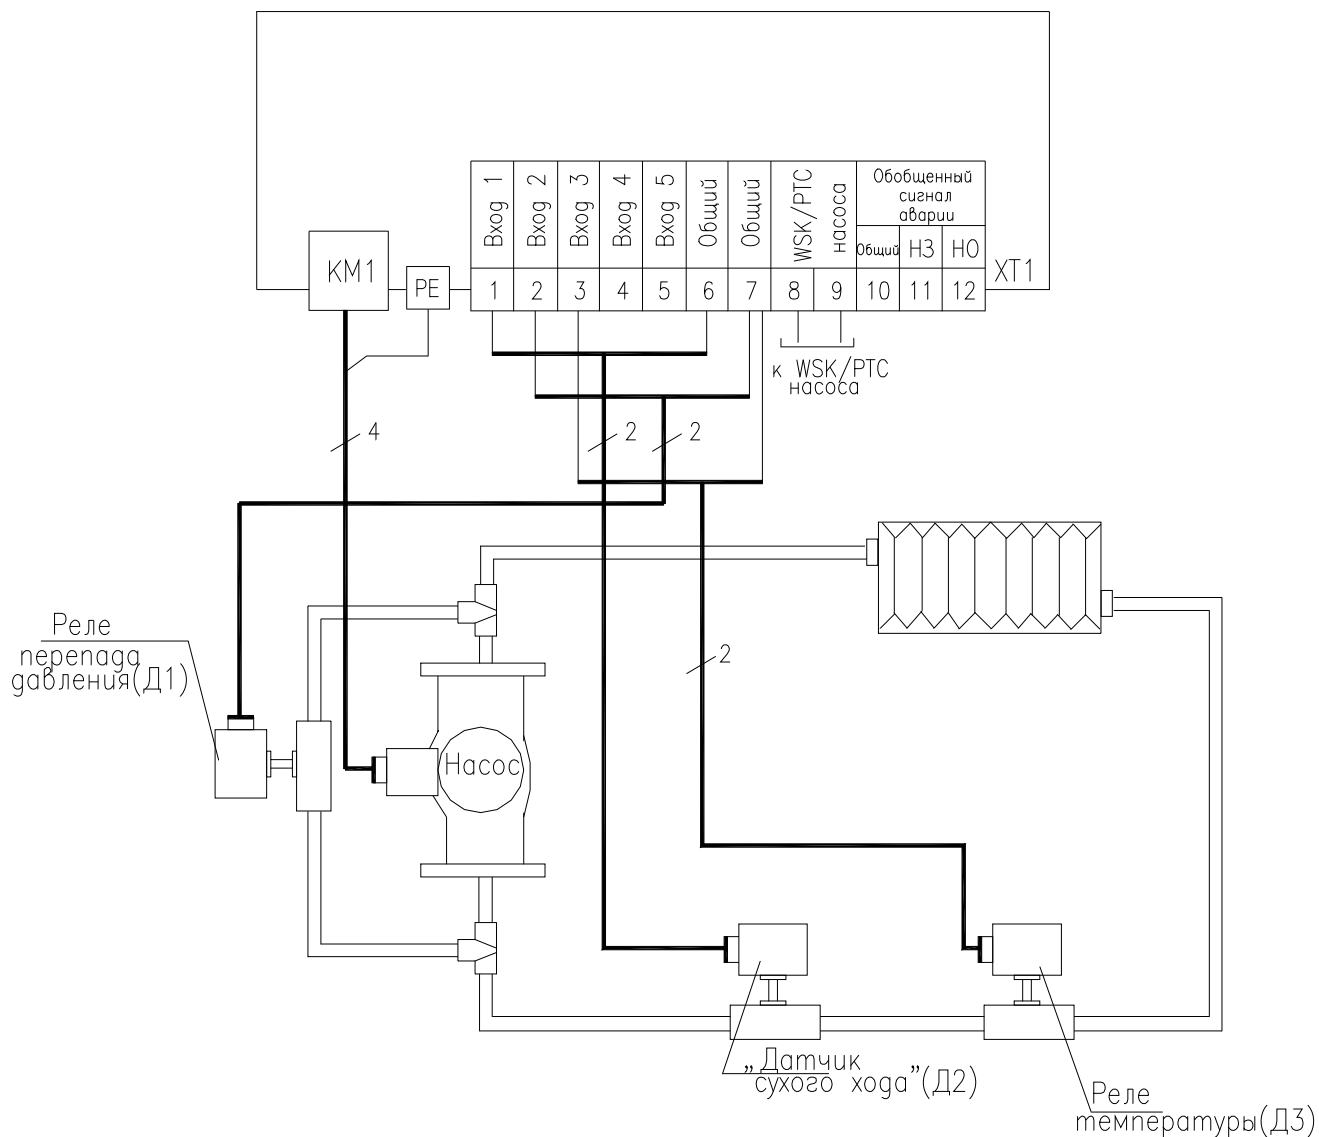 Вход 1
Вход 2
Вход 3
Вход 4
Вход 5
Общий
Общий
WSK/PTC
насоса
Обобщенный
сигнал
аварии
Общий
НЗ
НО
КМ1
PE
1
2
3
4
5
6
7
8
9
10
11
12
ХТ1
к WSK/PTC
насоса
4
2
2
2
Реле
перепада
давления(Д1)
Насос
„Датчик
сухого хода”(Д2)
Реле
температуры(Д3)